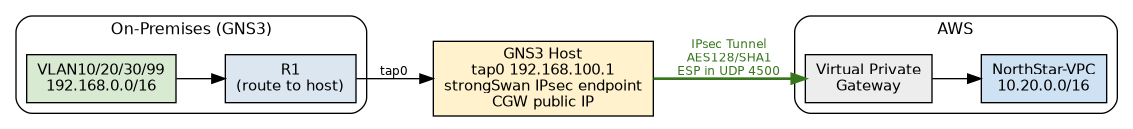 On-Premises (GNS3)
VLAN10/20/30/99
192.168.0.0/16
R1
(route to host)
tap0
GNS3 Host
tap0 192.168.100.1
strongSwan IPsec endpoint
CGW public IP
IPsec Tunnel
AES128/SHA1
ESP in UDP 4500
AWS
Virtual Private
Gateway
NorthStar-VPC
10.20.0.0/16